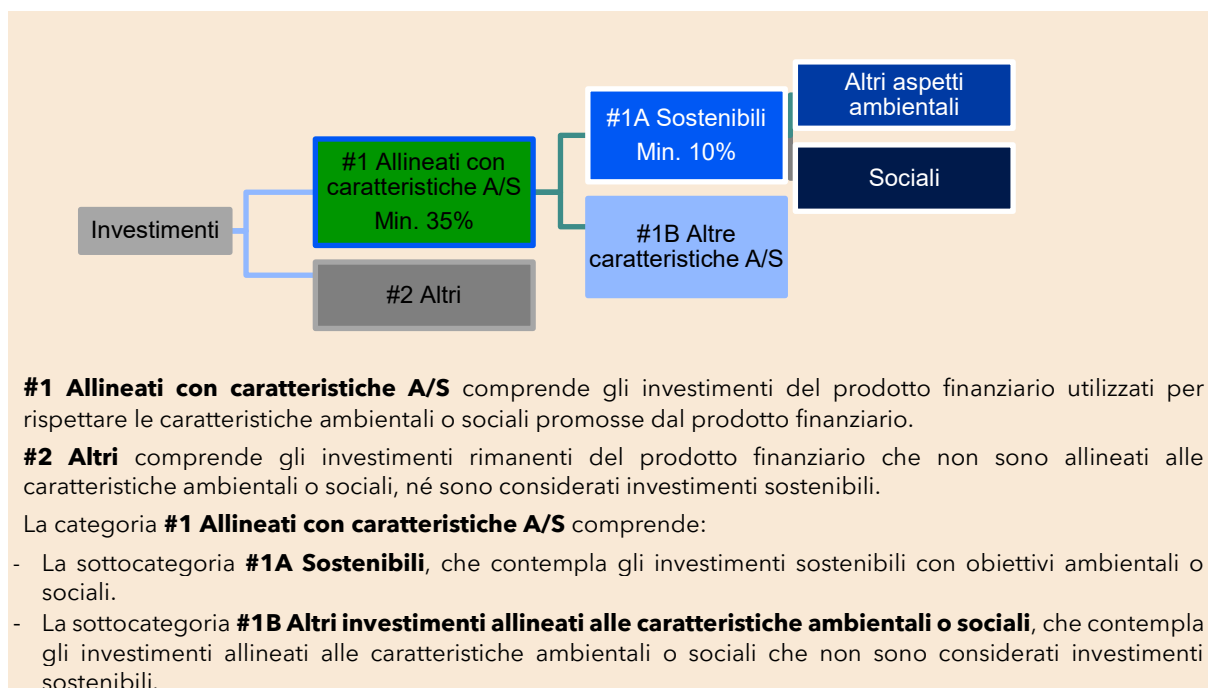 Investimenti
#1 Allineati con
caratteristiche A/S
Min. 35%
#2 Altri
#1A Sostenibili
Min. 10%
#1B Altre
caratteristiche A/S
Altri aspetti
ambientali
Sociali
#1 Allineati con caratteristiche A/S comprende gli investimenti del prodotto finanziario utilizzati per
rispettare le caratteristiche ambientali o sociali promosse dal prodotto finanziario.
#2 Altri comprende gli investimenti rimanenti del prodotto finanziario che non sono allineati alle
caratteristiche ambientali o sociali, né sono considerati investimenti sostenibili.
La categoria #1 Allineati con caratteristiche A/S comprende:
- La sottocategoria #1A Sostenibili, che contempla gli investimenti sostenibili con obiettivi ambientali o
sociali.
- La sottocategoria #1B Altri investimenti allineati alle caratteristiche ambientali o sociali, che contempla
gli investimenti allineati alle caratteristiche ambientali o sociali che non sono considerati investimenti
sostenibili.